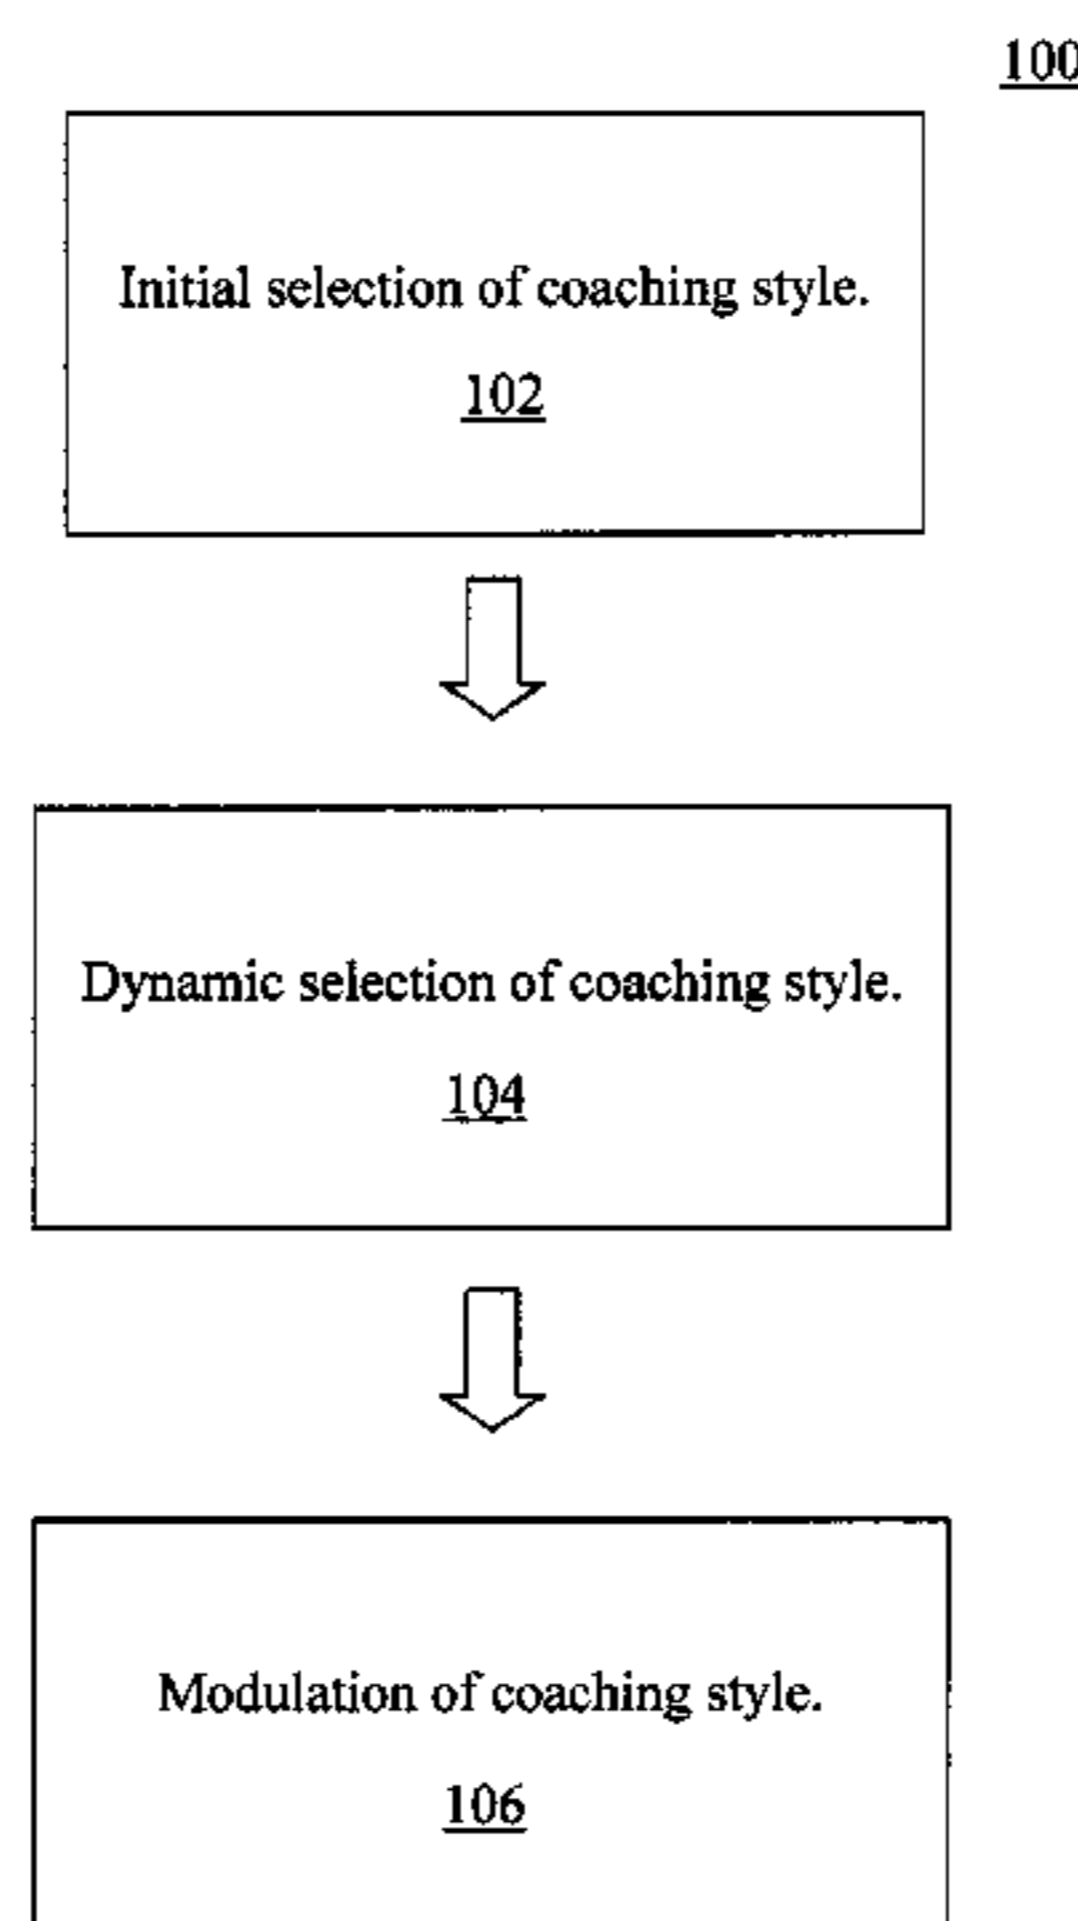 100
Initial selection of coaching style.
102
Dynamic selection of coaching style.
104
Modulation of coaching style.
106